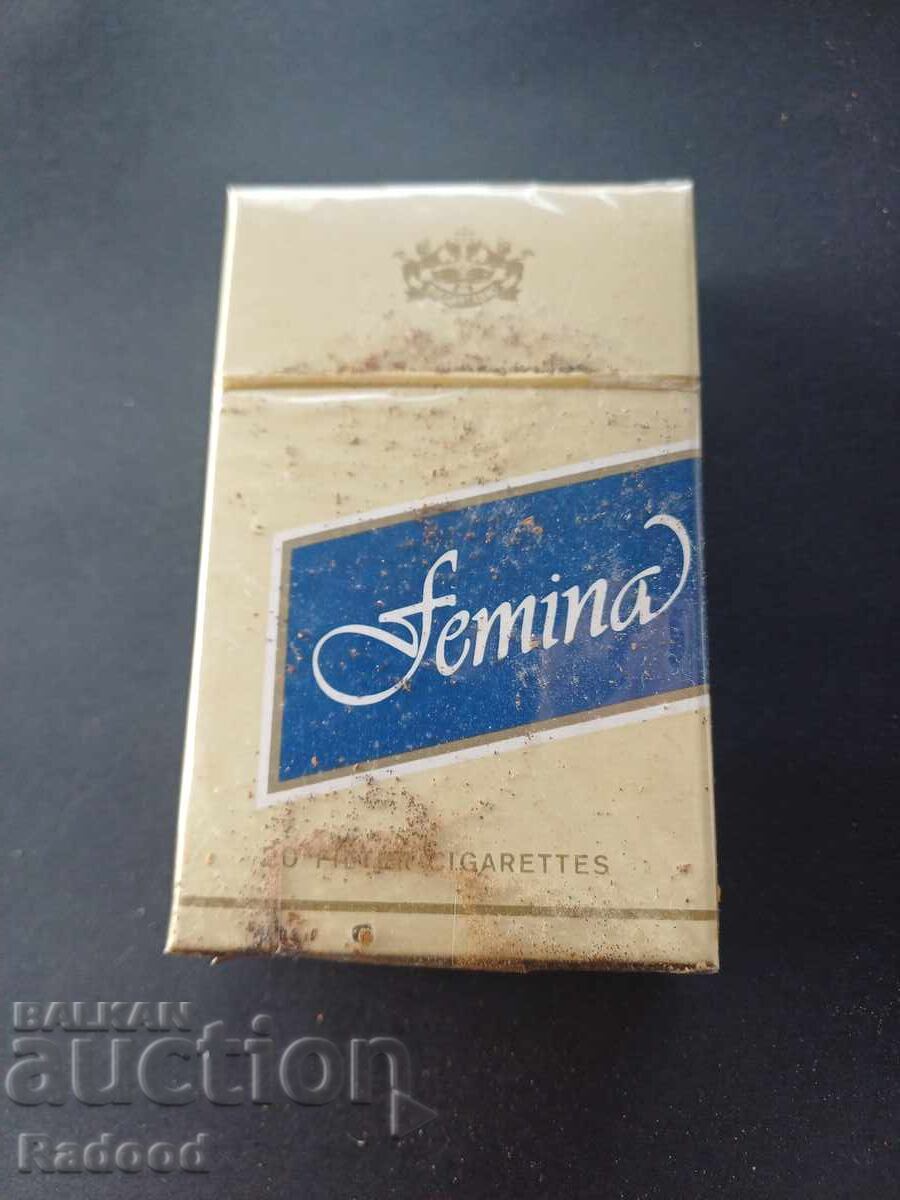 Femina
20 FILTER CIGARETTES
BALKAN
auction
Radood